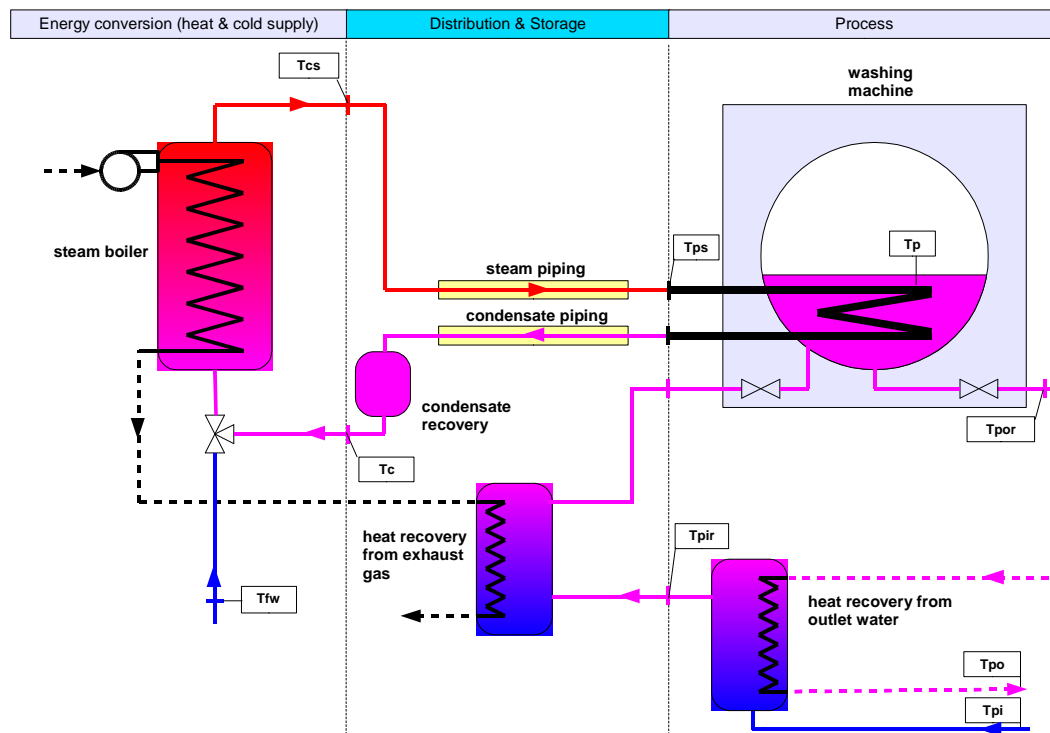 Energy conversion (heat & cold supply)
Distribution & Storage
Process
Tcs
washing
machine
steam boiler
Tps
Tp
steam piping
condensate piping
condensate
recovery
Tpor
Tc
heat recovery
from exhaust
gas
Tpir
Tfw
heat recovery from
outlet water
Tpo
Tpi